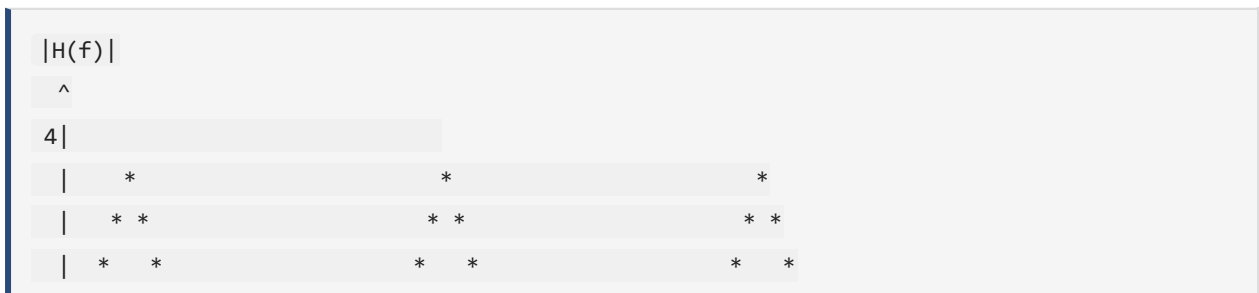 |H(f)|
  ^
 4|
  |    *                       *                       *
  |   * *                     * *                     * *
  |  *   *                   *   *                   *   *